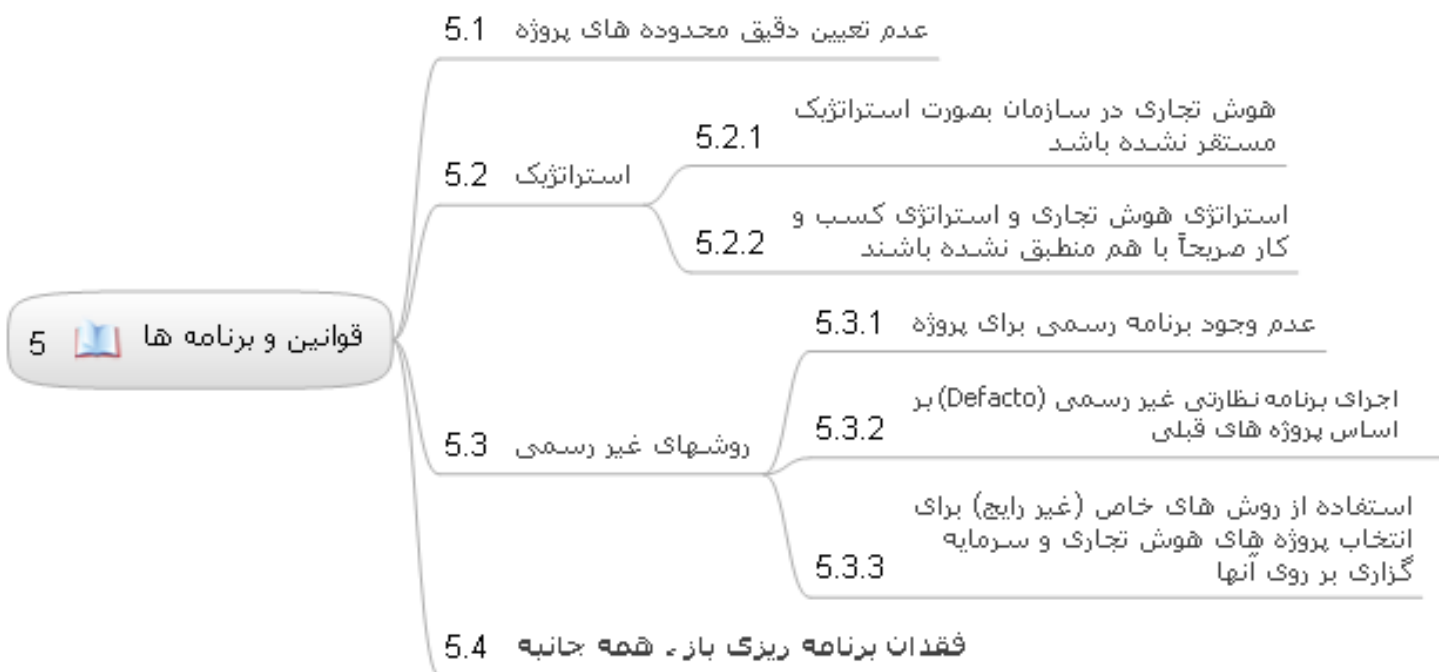 5.1 عدم تعیین دقیق محدوده های پروژه
5.2 استراتژیک
5.2.1 هوش تجاری در سازمان بصورت استراتژیک
مستقر نشده باشد
5.2.2 استراتژی هوش تجاری و استراتژی کسب و
کار صریحاً با هم منطبق نشده باشند
5 قوانین و برنامه ها
5.3 روشهای غیر رسمی
5.3.1 عدم وجود برنامه رسمی برای پروژه
5.3.2 اجرای برنامه نظارتی غیر رسمی (Defacto) بر
اساس پروژه های قبلی
5.3.3 استفاده از روش های خاص (غیر رایج) برای
انتخاب پروژه های هوش تجاری و سرمایه
گزاری بر روی آنها
5.4 فقدان برنامه ریزی باز ، همه جانبه